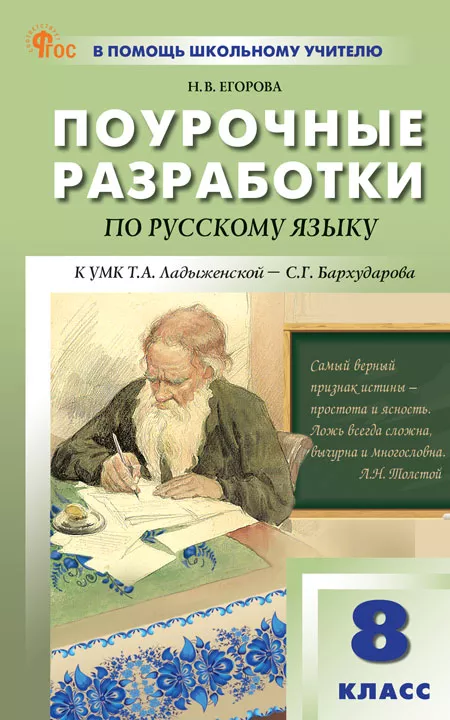 соответствует
ФГОС
В ПОМОЩЬ ШКОЛЬНОМУ УЧИТЕЛЮ
Н.В. ЕГОРОВА
ПОУРОЧНЫЕ
РАЗРАБОТКИ
ПО РУССКОМУ ЯЗЫКУ
К УМК Т.А. Ладыженской – С.Г. Бархударова
Самый верный
признак истины –
простота и ясность.
Ложь всегда сложна,
вычурна и многословна.
Л.Н. Толстой
8
КЛАСС